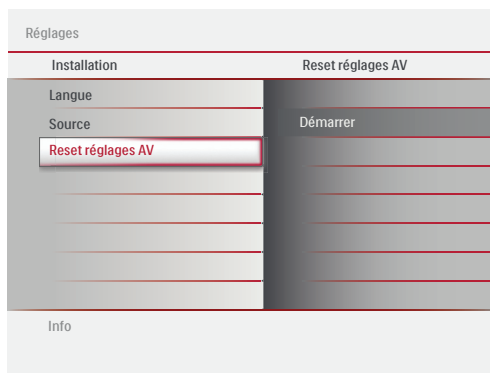 Réglages
Installation Reset réglages AV
Langue
Source Démarrer
Reset réglages AV
Info